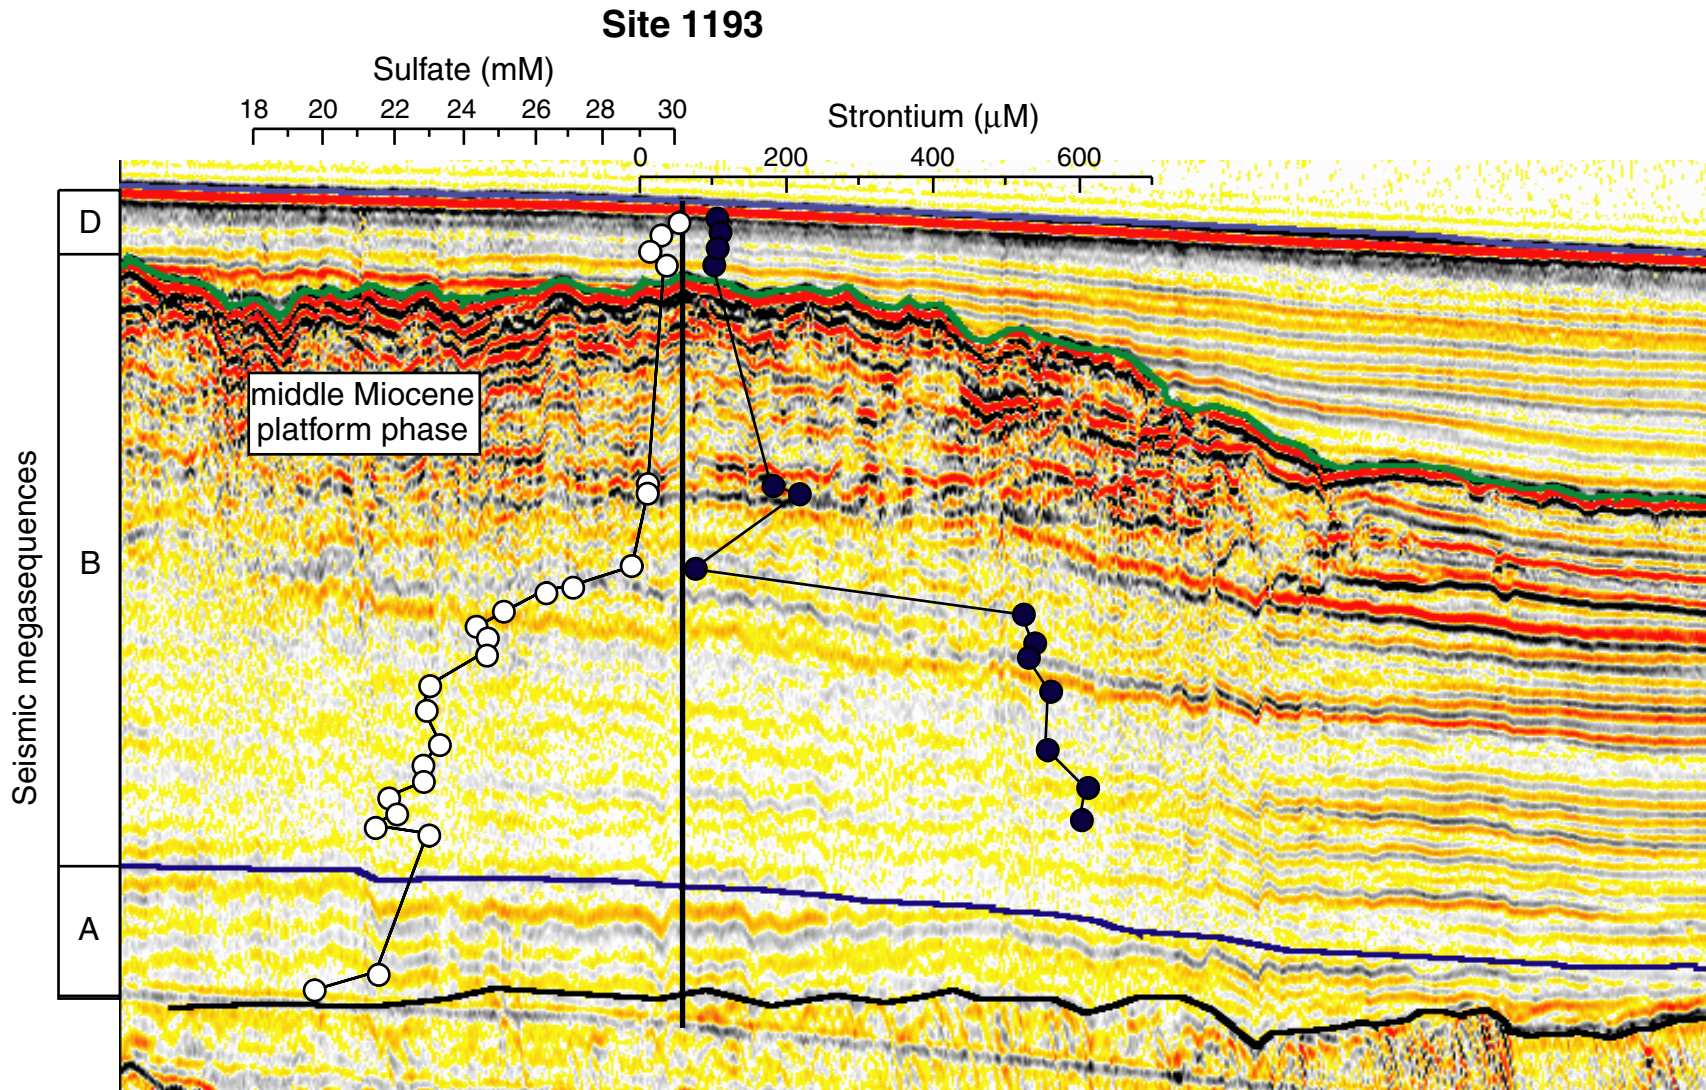 Site 1193
Sulfate (mM)
18 20 22 24 26 28 30
Strontium (μM)
0 200 400 600
D
middle Miocene
platform phase
B
A
Seismic megasequences